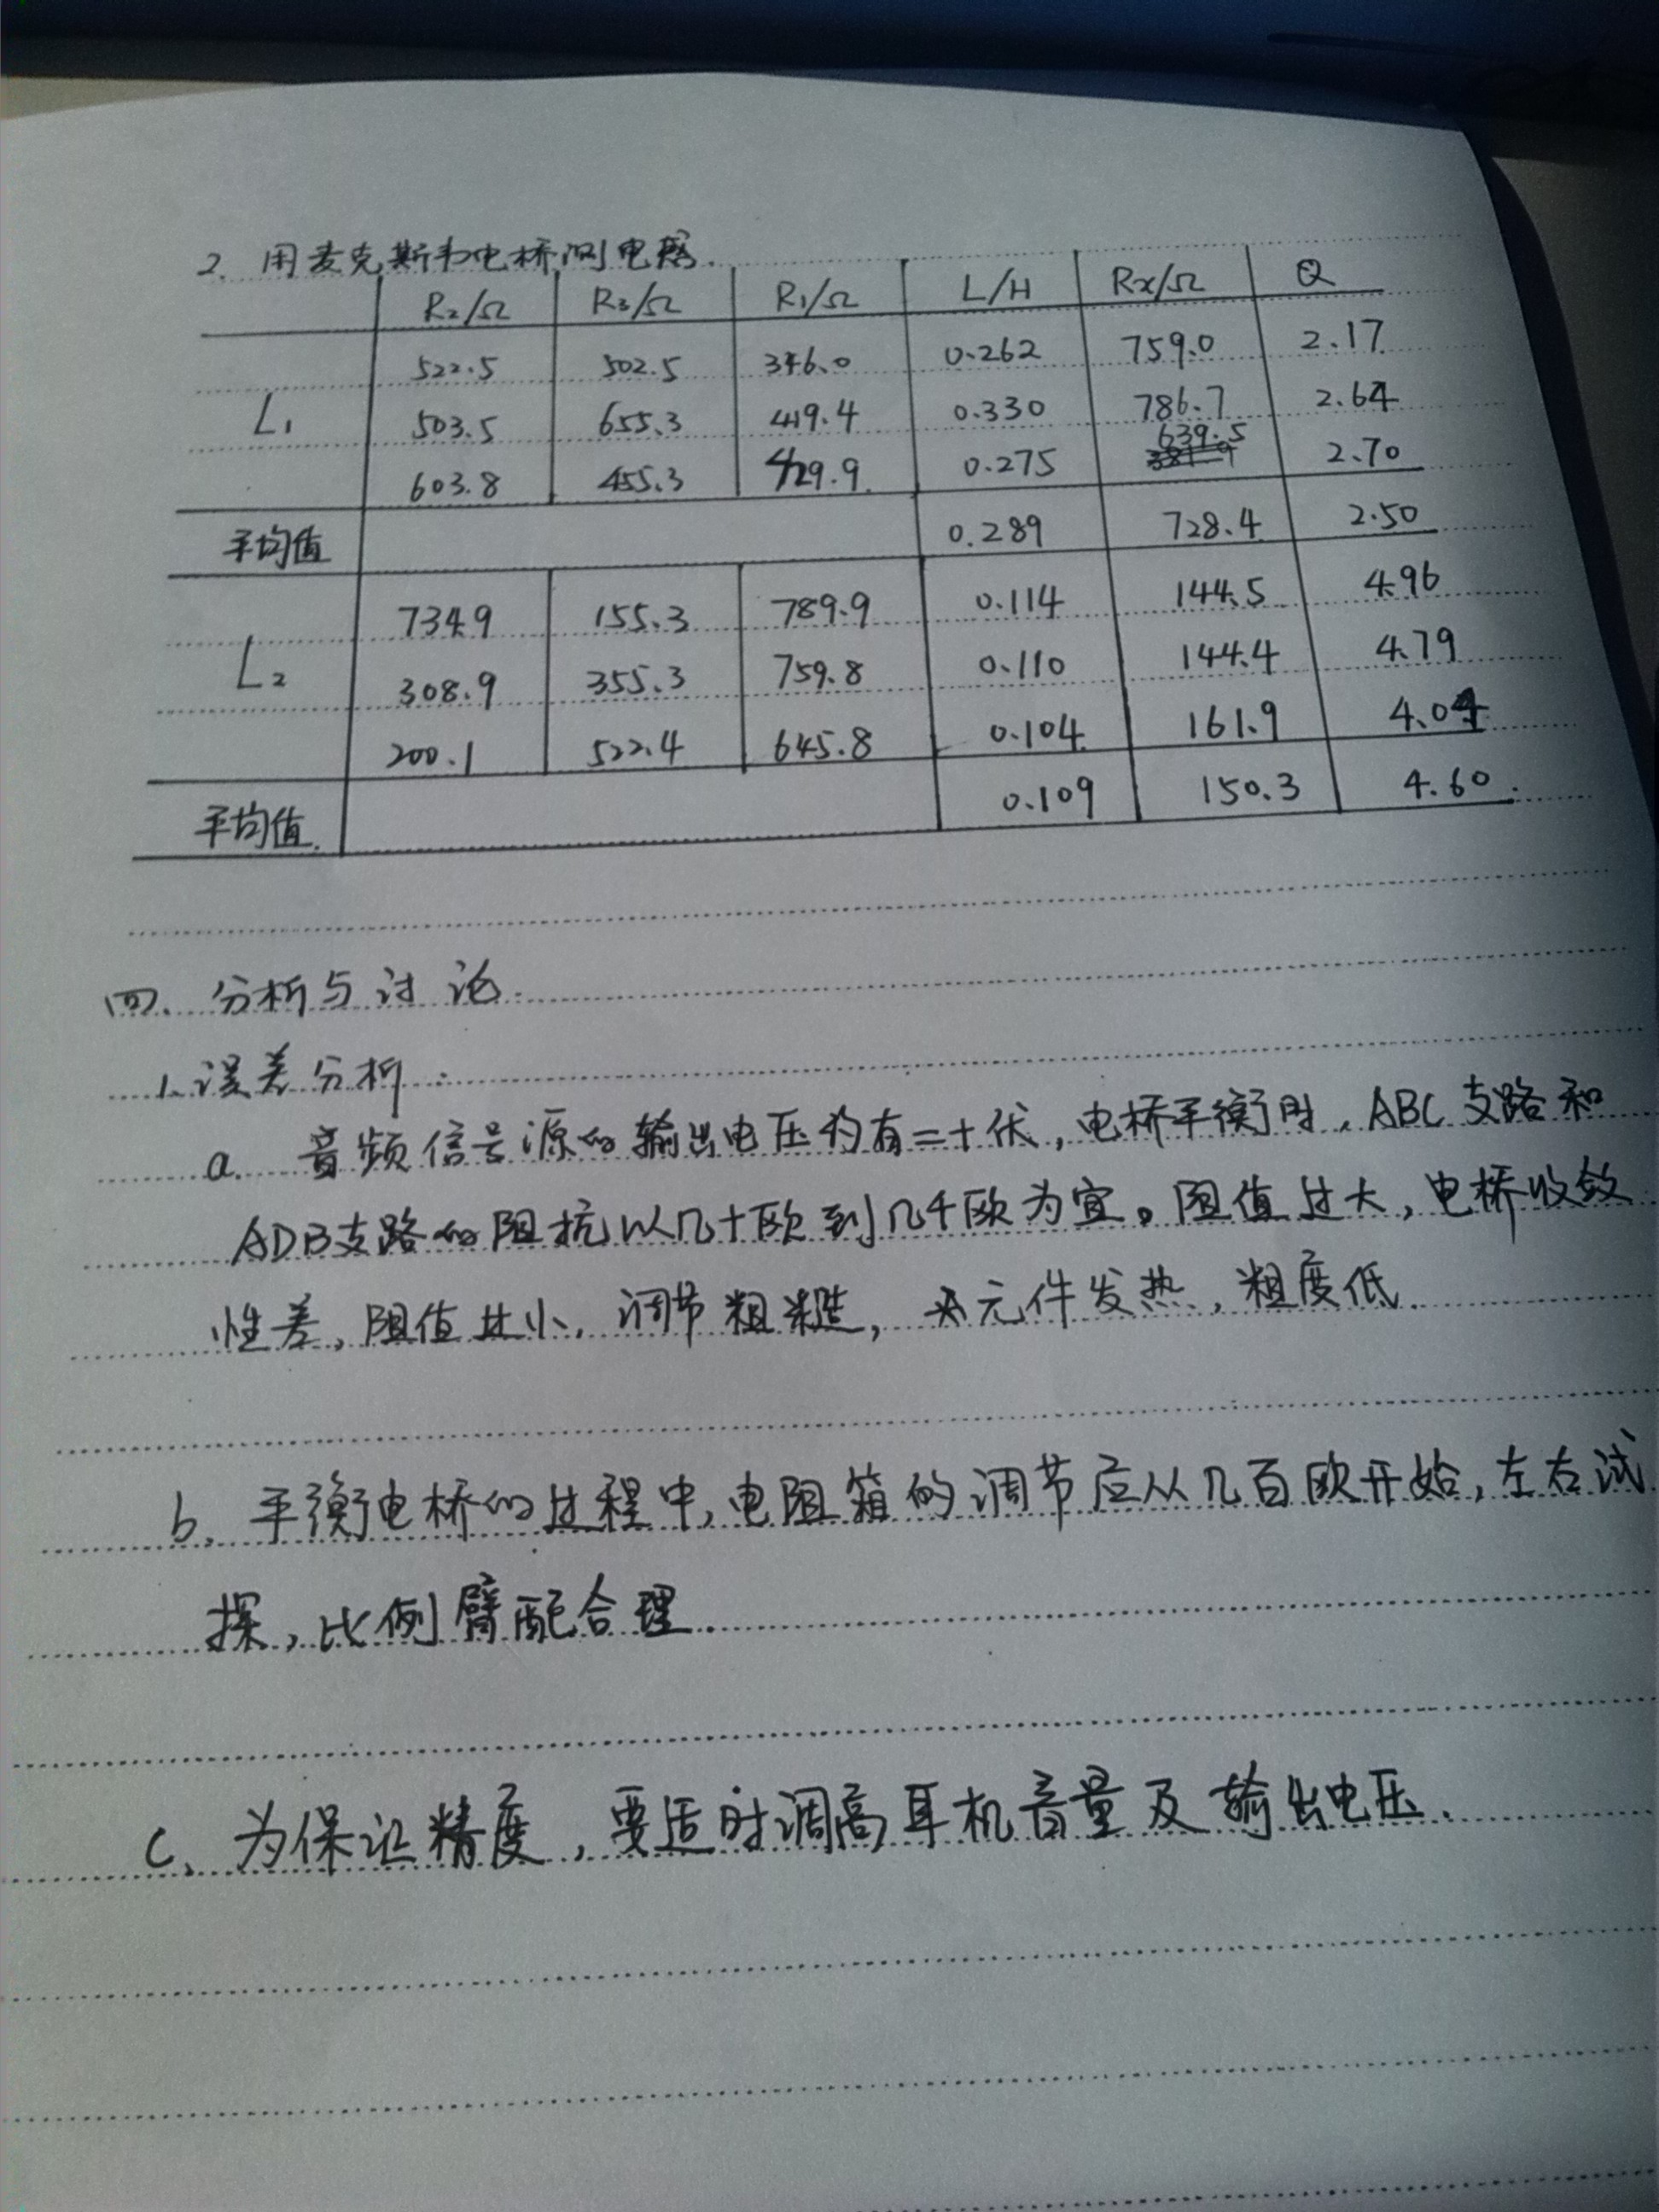 2. 用麦克斯韦电桥测电感.
R₂/Ω R₃/Ω R₁/Ω L/H Rx/Ω Q
522.5 502.5 346.0 0.262 759.0 2.17
L₁ 503.5 655.3 419.4 0.330 786.7 2.64
639.5
603.8 455.3 429.9 0.275 2.70
平均值 0.289 728.4 2.50
734.9 155.3 789.9 0.114 144.5 4.96
L₂ 308.9 355.3 759.8 0.110 144.4 4.79
200.1 522.4 645.8 0.104 161.9 4.04
平均值. 0.109 150.3 4.60
四、分析与讨论.
1.误差分析:
a. 音频信号源的输出电压约有二十伏,电桥平衡时,ABC支路和
ADB支路的阻抗以几十欧到几千欧为宜。阻值过大,电桥收敛
性差,阻值过小,调节粗糙,元件发热,粗度低.
b. 平衡电桥的过程中,电阻箱的调节应从几百欧开始,左右试
探,比例臂配合理.
c、为保证精度,要适时调高耳机音量及输出电压.